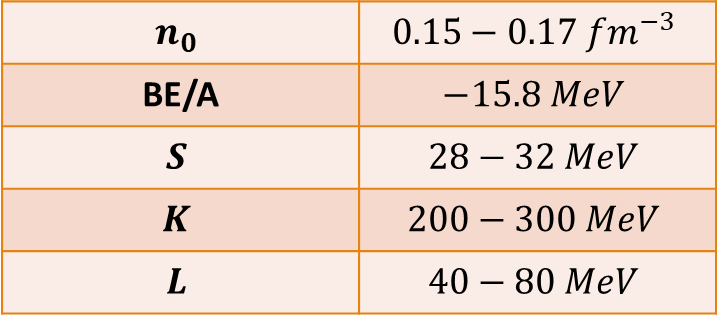 n₀ 0.15 − 0.17 fm⁻³
BE/A −15.8 MeV
S 28 − 32 MeV
K 200 − 300 MeV
L 40 − 80 MeV